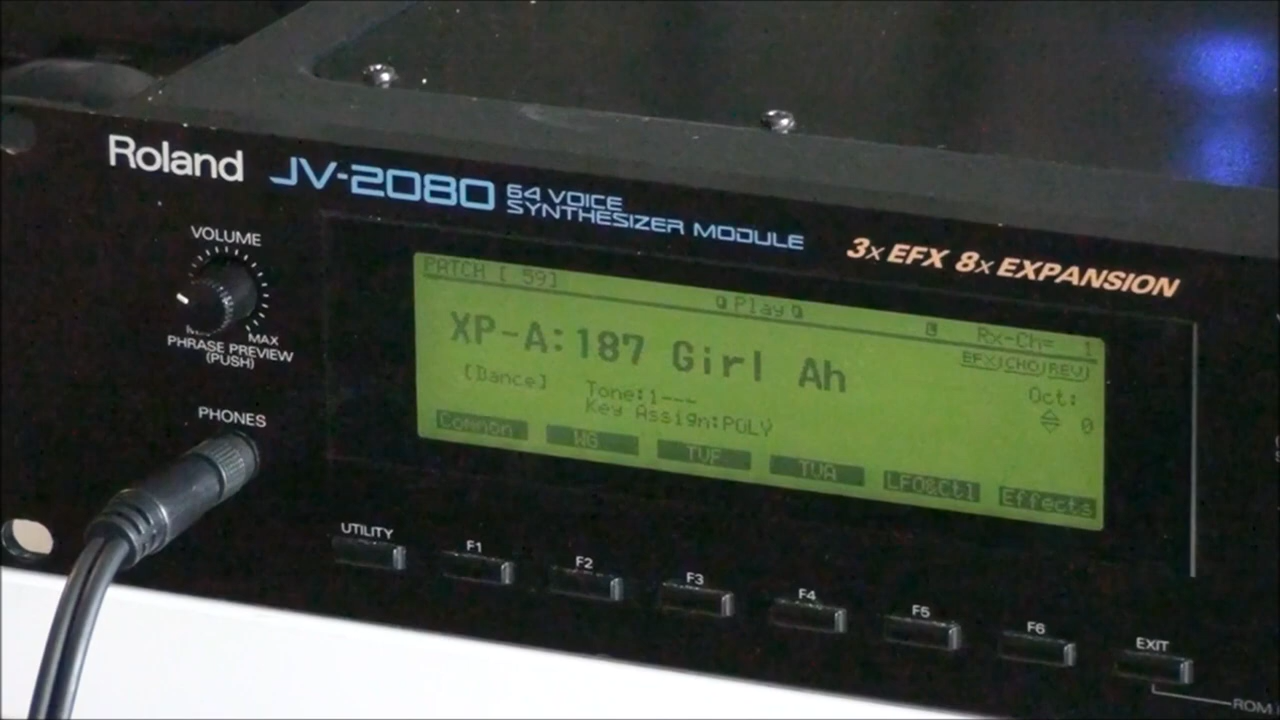 Roland JV-2080 64 VOICE
SYNTHESIZER MODULE
3x EFX 8x EXPANSION
VOLUME
MAX
PHRASE PREVIEW
(PUSH)
PHONES
PATCH [ 59]
Play
Rx-Ch= 1
XP-A:187 Girl Ah
EFX(CHO)(REV)
[Dance]
Tone:1---
Key Assign:POLY
Oct:
0
Common WG TVF TVA LFO&Ctl Effects
UTILITY F1 F2 F3 F4 F5 F6 EXIT
ROM